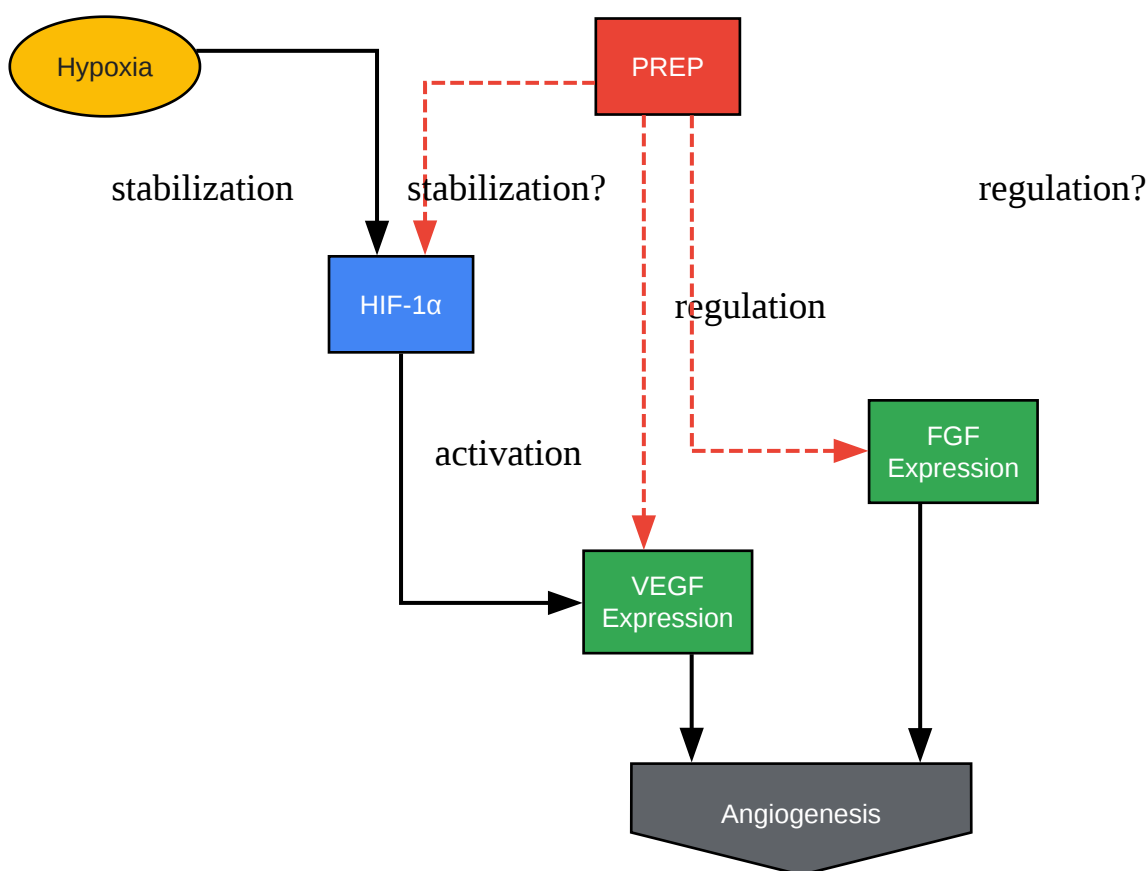 Hypoxia
PREP
stabilization
stabilization?
regulation?
HIF-1α
regulation
FGF
Expression
activation
VEGF
Expression
Angiogenesis